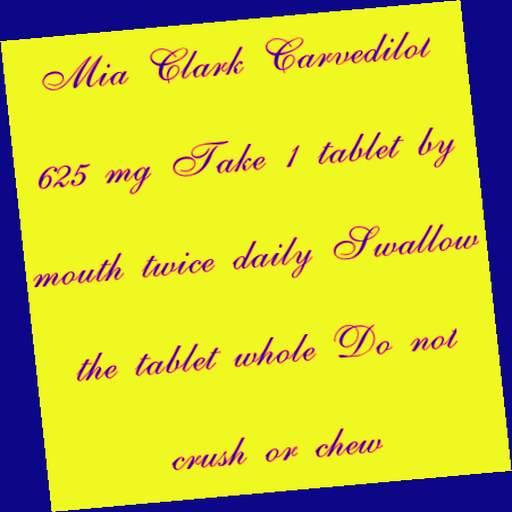 Mia Clark Carvedilot
625 mg Take 1 tablet by
mouth twice daily Swallow
the tablet whole Do not
crush or chew